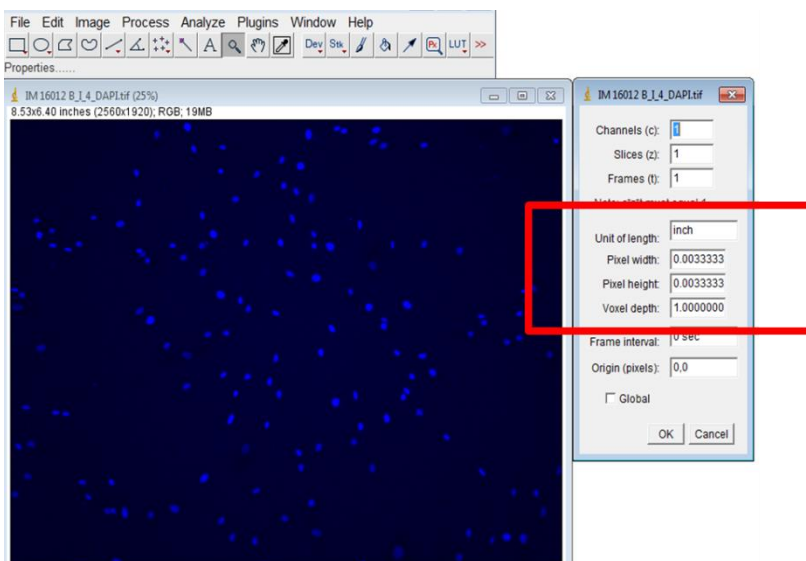 File Edit Image Process Analyze Plugins Window Help
A Dev Stk LUT >>
Properties......
IM 16012 B_I_4_DAPI.tif (25%)
8.53x6.40 inches (2560x1920); RGB; 19MB
IM 16012 B_I_4_DAPI.tif
Channels (c): 1
Slices (z): 1
Frames (t): 1
Unit of length: inch
Pixel width: 0.0033333
Pixel height: 0.0033333
Voxel depth: 1.0000000
Frame interval: 0 sec
Origin (pixels): 0,0
Global
OK Cancel